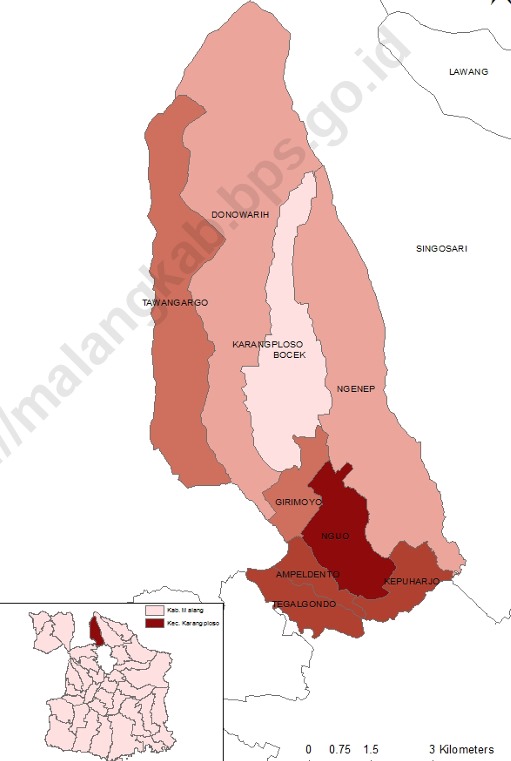 LAWANG
DONOWARIH
SINGOSARI
TAWANGARGO
KARANGPLOSO
BOCEK
NGENEP
GIRIMOYO
NGIJO
AMPELDENTO
KEPUHARJO
TEGALGONDO
Kab. Malang
Kec. Karangploso
0 0.75 1.5 3 Kilometers
//malangkab.bps.go.id